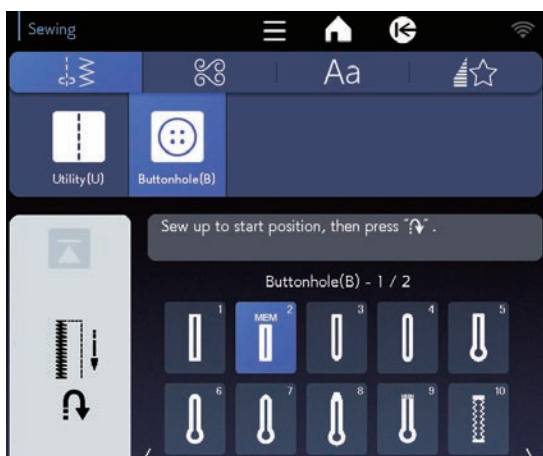 Sewing
Aa
Utility(U)
Buttonhole(B)
Sew up to start position, then press "↷".
Buttonhole(B) - 1 / 2
1
MEM 2
3
4
5
6
7
8
MEM 9
10